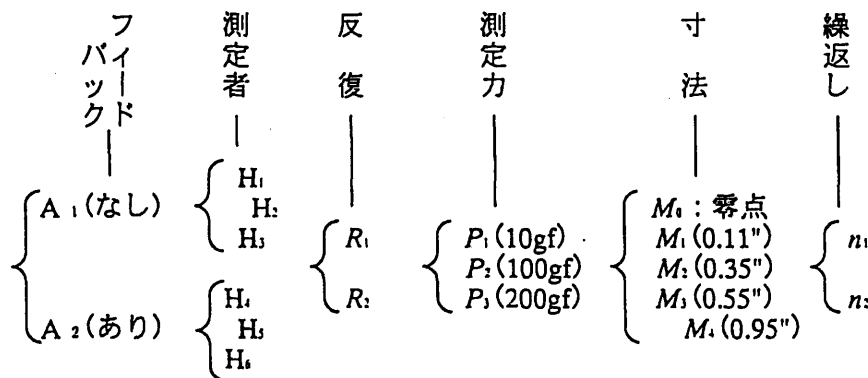 フィードバック
測定者
反復
測定力
寸法
繰返し
A₁(なし)
A₂(あり)
H₁
H₂
H₃
H₄
H₅
H₆
R₁
R₂
P₁(10gf)
P₂(100gf)
P₃(200gf)
M₀：零点
M₁(0.11")
M₂(0.35")
M₃(0.55")
M₄(0.95")
n₁
n₂